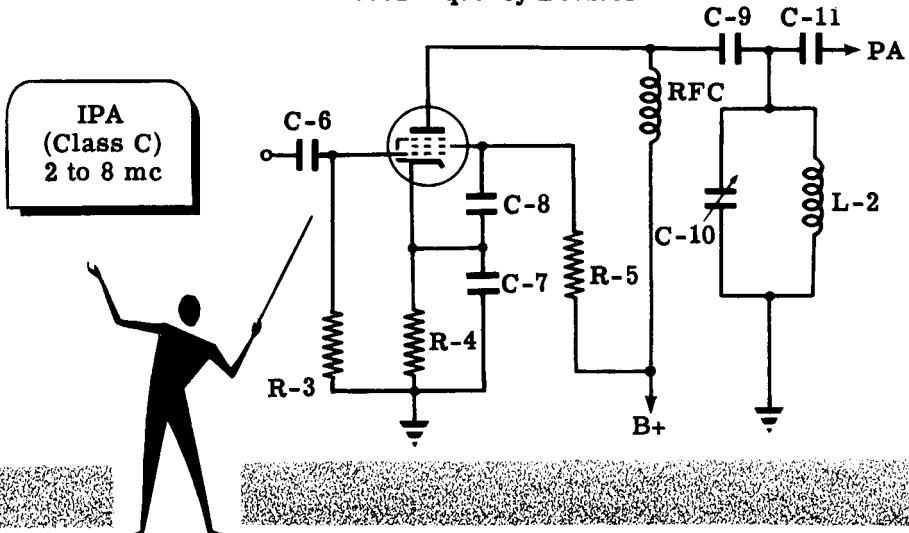 C-9
C-11
PA
RFC
IPA
(Class C)
2 to 8 mc
C-6
C-8
L-2
C-10
C-7
R-5
R-4
R-3
B+